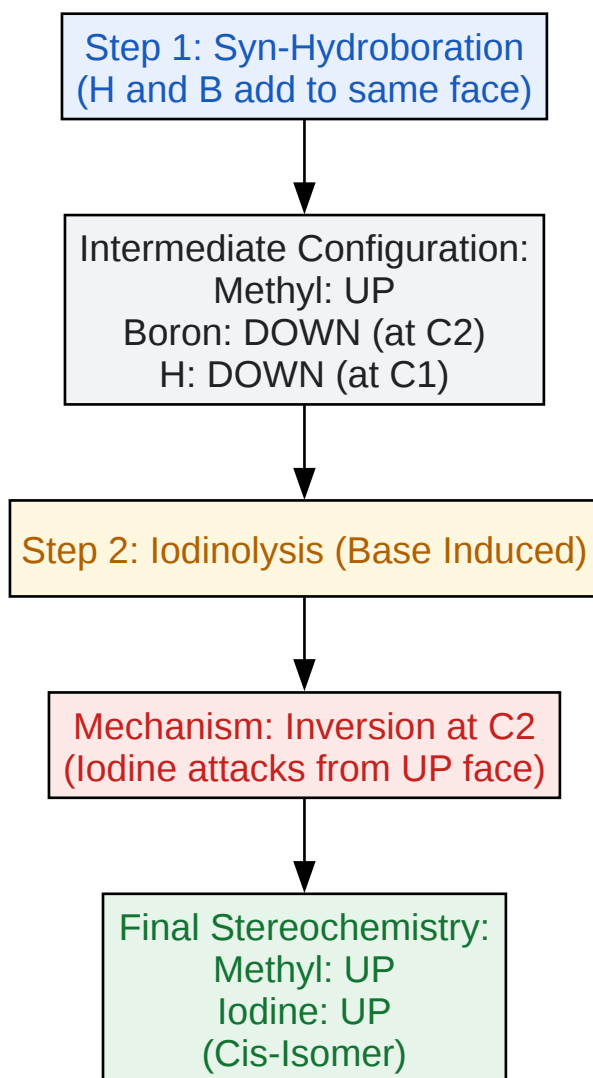 Step 1: Syn-Hydroboration
(H and B add to same face)
Intermediate Configuration:
Methyl: UP
Boron: DOWN (at C2)
H: DOWN (at C1)
Step 2: Iodinolysis (Base Induced)
Mechanism: Inversion at C2
(Iodine attacks from UP face)
Final Stereochemistry:
Methyl: UP
Iodine: UP
(Cis-Isomer)